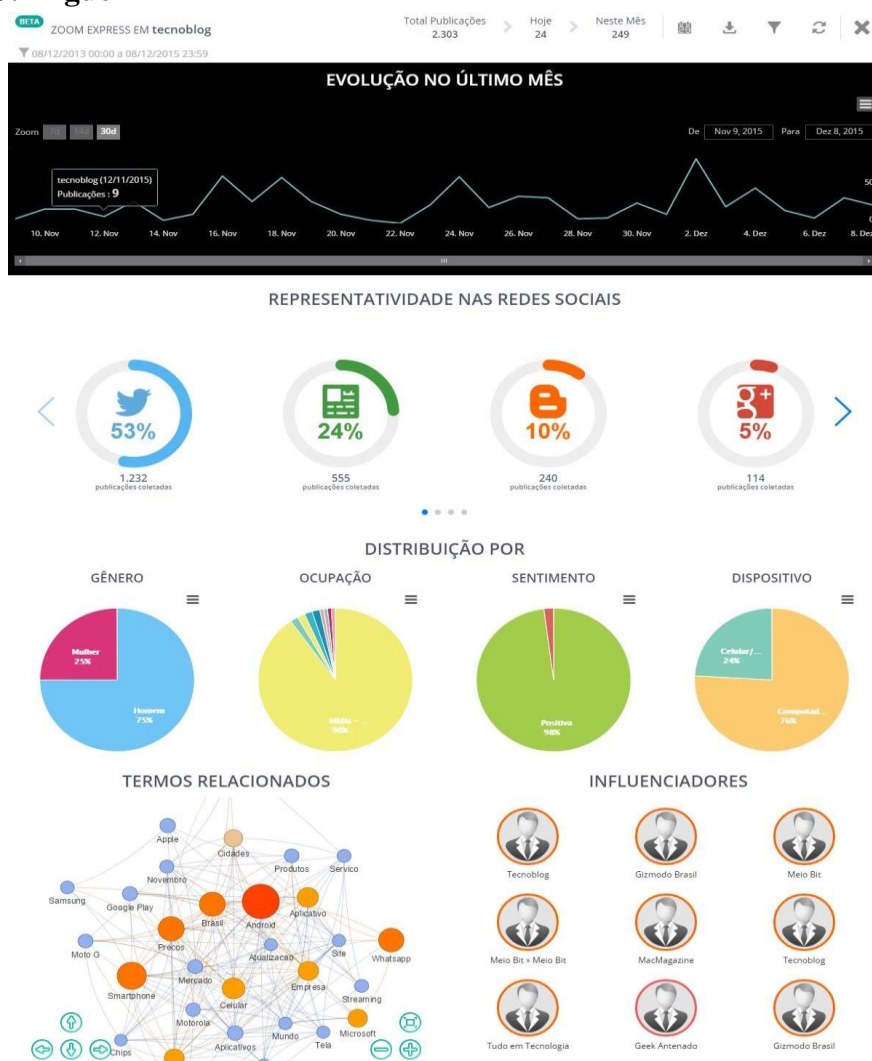 BETA
ZOOM EXPRESS EM tecnoblog
Total Publicações
2.303
Hoje
24
Neste Mês
249
08/12/2013 00:00 a 08/12/2015 23:59
EVOLUÇÃO NO ÚLTIMO MÊS
Zoom 7d 14d 30d
De Nov 9, 2015 Para Dez 8, 2015
tecnoblog (12/11/2015)
Publicações : 9
50
0
10. Nov 12. Nov 14. Nov 16. Nov 18. Nov 20. Nov 22. Nov 24. Nov 26. Nov 28. Nov 30. Nov 2. Dez 4. Dez 6. Dez 8. Dez
REPRESENTATIVIDADE NAS REDES SOCIAIS
53% 24% 10% 5%
1.232 555 240 114
publicações coletadas publicações coletadas publicações coletadas publicações coletadas
DISTRIBUIÇÃO POR
GÊNERO OCUPAÇÃO SENTIMENTO DISPOSITIVO
Mulher
25%
Homem
75%
Mídia - ...
90%
Positiva
98%
Celular/...
24%
Computad...
76%
TERMOS RELACIONADOS
Apple
Cidades
Produtos
Servico
Novembro
Samsung
Google Play
Brasil
Android
Aplicativo
Moto G
Precos
Atualizacao
Site
Whatsapp
Smartphone
Mercado
Celular
Empresa
Streaming
Motorola
Mundo
Microsoft
Chips
Aplicativos
Tela
INFLUENCIADORES
Tecnoblog Gizmodo Brasil Meio Bit
Meio Bit » Meio Bit MacMagazine Tecnoblog
Tudo em Tecnologia Geek Antenado Gizmodo Brasil